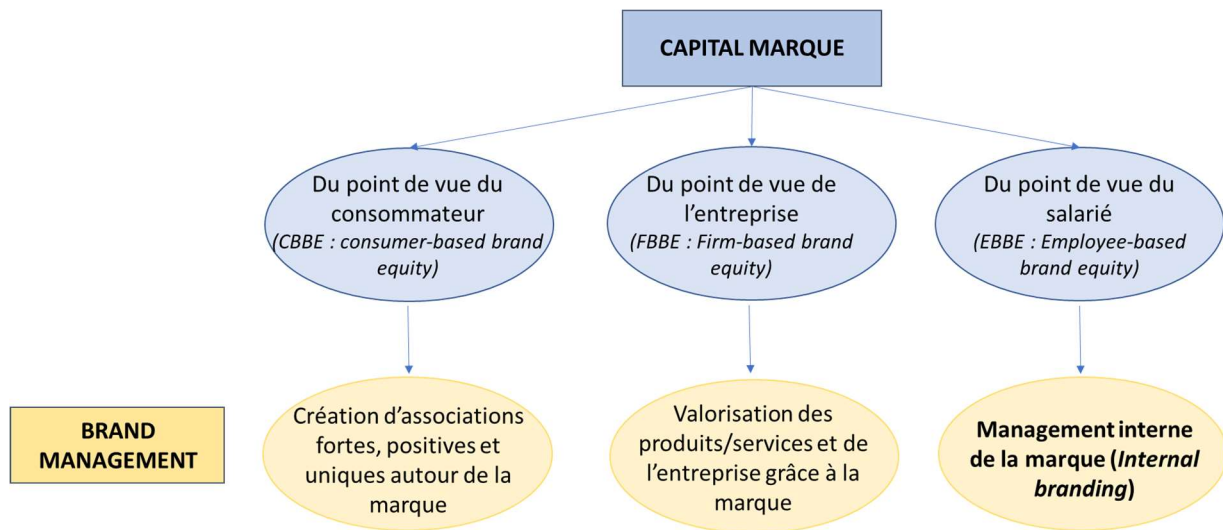 CAPITAL MARQUE
Du point de vue du
consommateur
(CBBE : consumer-based brand
equity)
Du point de vue de
l’entreprise
(FBBE : Firm-based brand
equity)
Du point de vue du
salarié
(EBBE : Employee-based
brand equity)
BRAND
MANAGEMENT
Création d’associations
fortes, positives et
uniques autour de la
marque
Valorisation des
produits/services et de
l’entreprise grâce à la
marque
Management interne
de la marque (Internal
branding)